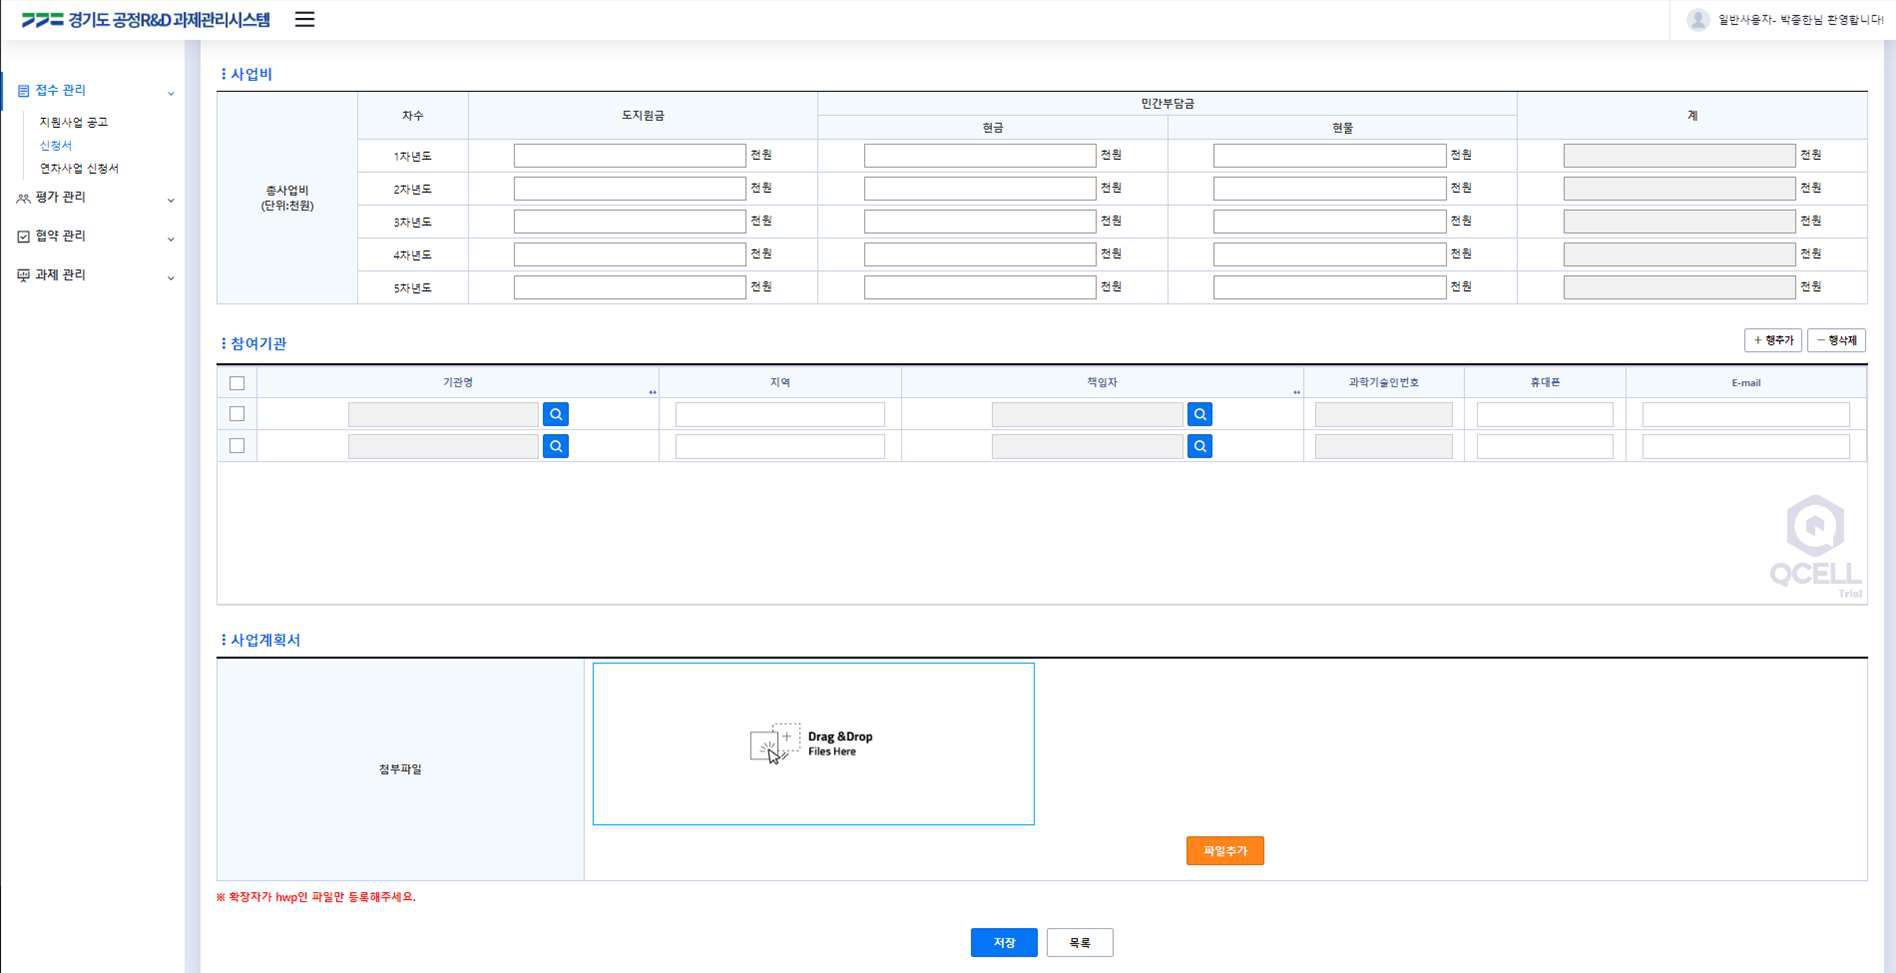 경기도 공정R&D 과제관리시스템
일반사용자- 박종한님 환영합니다!
접수 관리
지원사업 공고
신청서
연차사업 신청서
평가 관리
협약 관리
과제 관리
사업비
총사업비
(단위:천원)
차수 도지원금 민간부담금 계
현금 현물
1차년도 천원 천원 천원 천원
2차년도 천원 천원 천원 천원
3차년도 천원 천원 천원 천원
4차년도 천원 천원 천원 천원
5차년도 천원 천원 천원 천원
참여기관
+ 행추가 − 행삭제
기관명 지역 책임자 과학기술인번호 휴대폰 E-mail
QCELL
Trial
사업계획서
첨부파일
Drag &Drop
Files Here
파일추가
※ 확장자가 hwp인 파일만 등록해주세요.
저장 목록